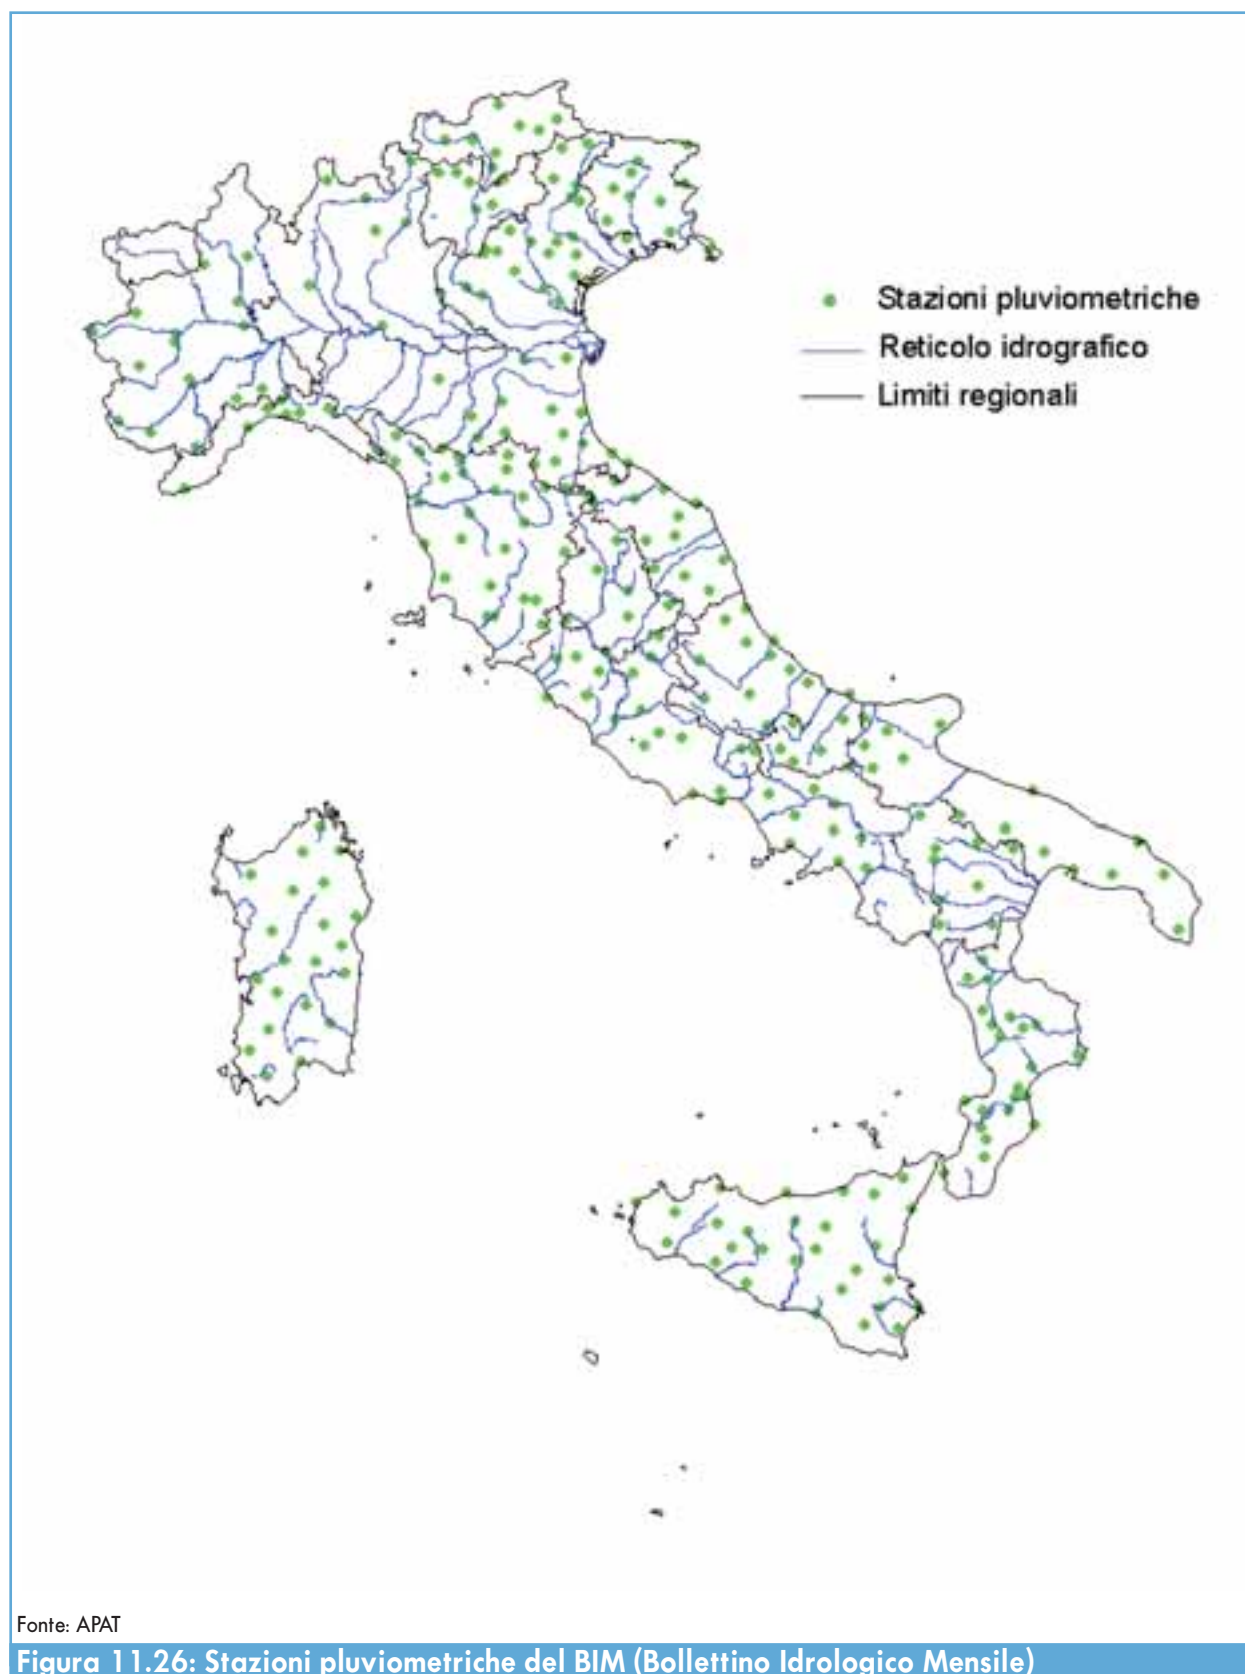 Stazioni pluviometriche
Reticolo idrografico
Limiti regionali
Fonte: APAT
Figura 11.26: Stazioni pluviometriche del BIM (Bollettino Idrologico Mensile)